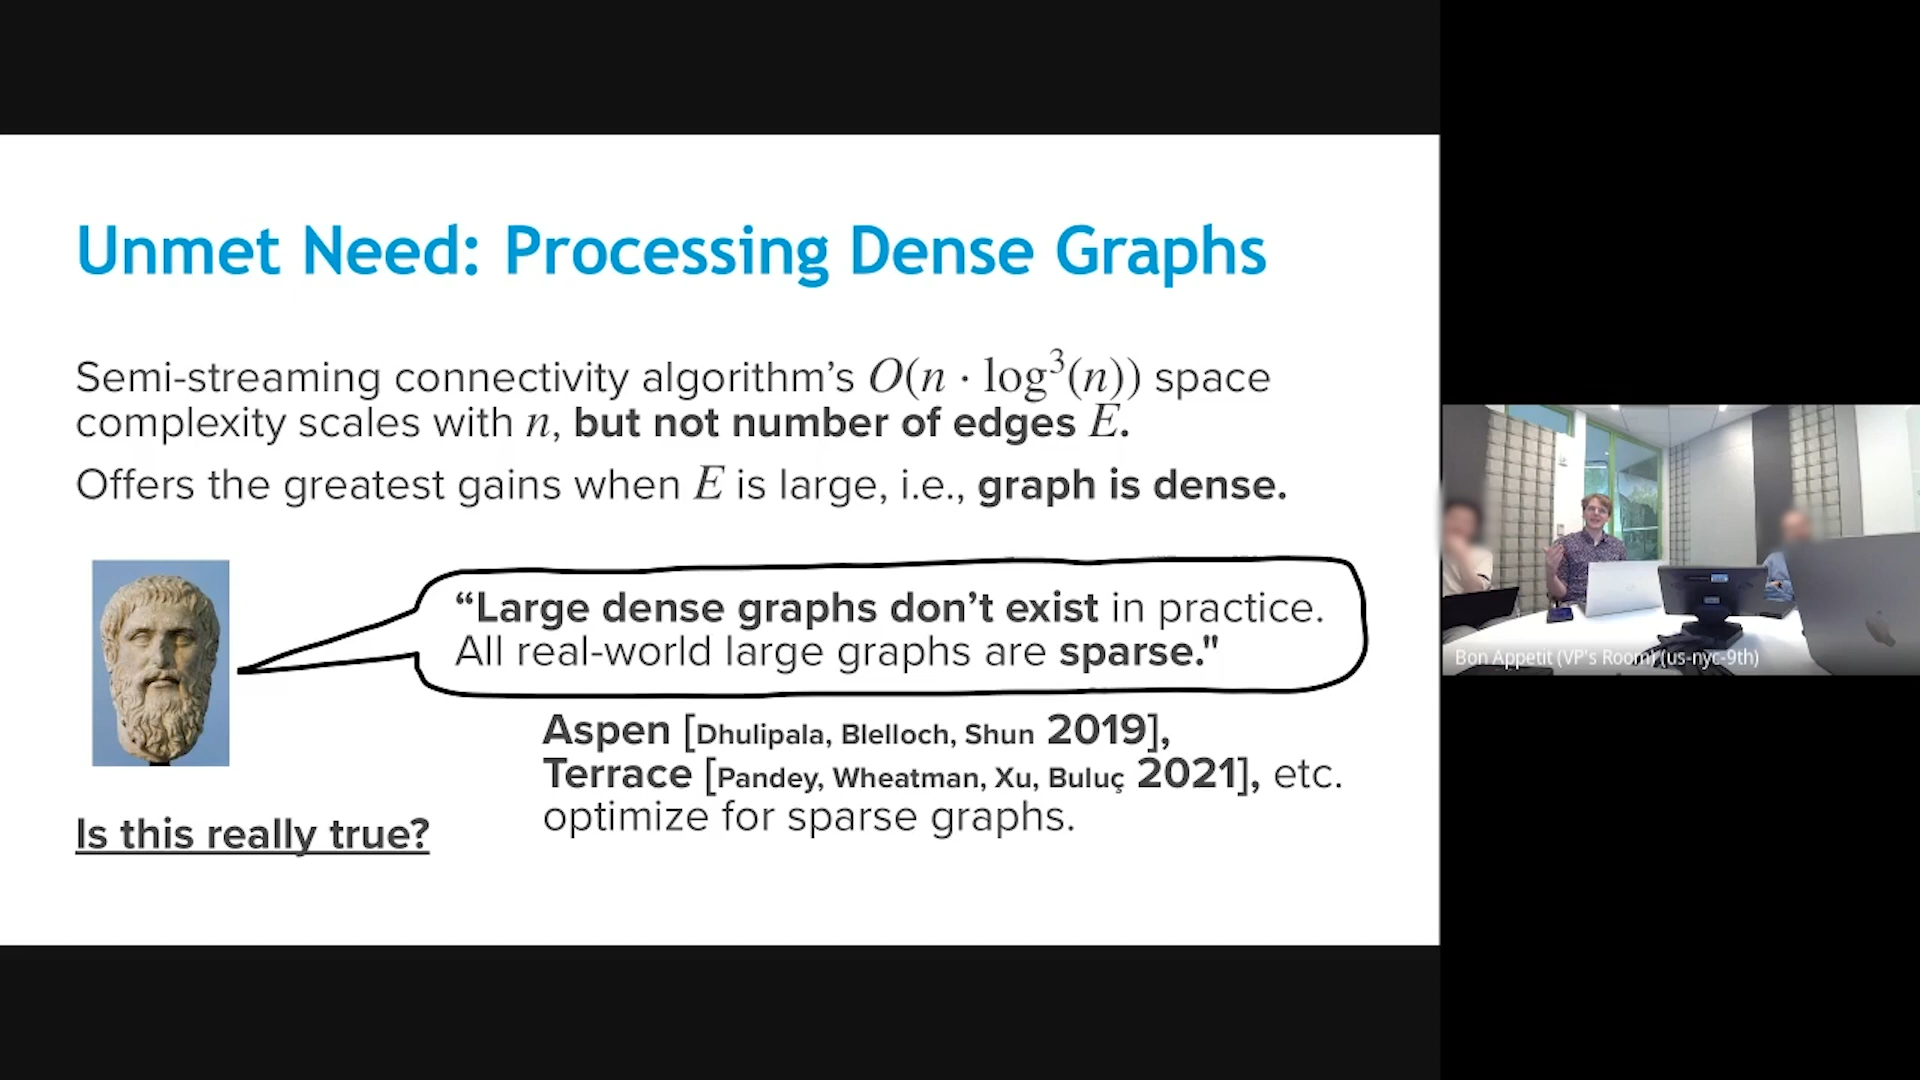 Unmet Need: Processing Dense Graphs
Semi-streaming connectivity algorithm’s O(n · log³(n)) space
complexity scales with n, but not number of edges E.
Offers the greatest gains when E is large, i.e., graph is dense.
“Large dense graphs don’t exist in practice.
All real-world large graphs are sparse."
Aspen [Dhulipala, Blelloch, Shun 2019],
Terrace [Pandey, Wheatman, Xu, Buluç 2021], etc.
optimize for sparse graphs.
Is this really true?
Bon Appetit (VP's Room) (us-nyc-9th)